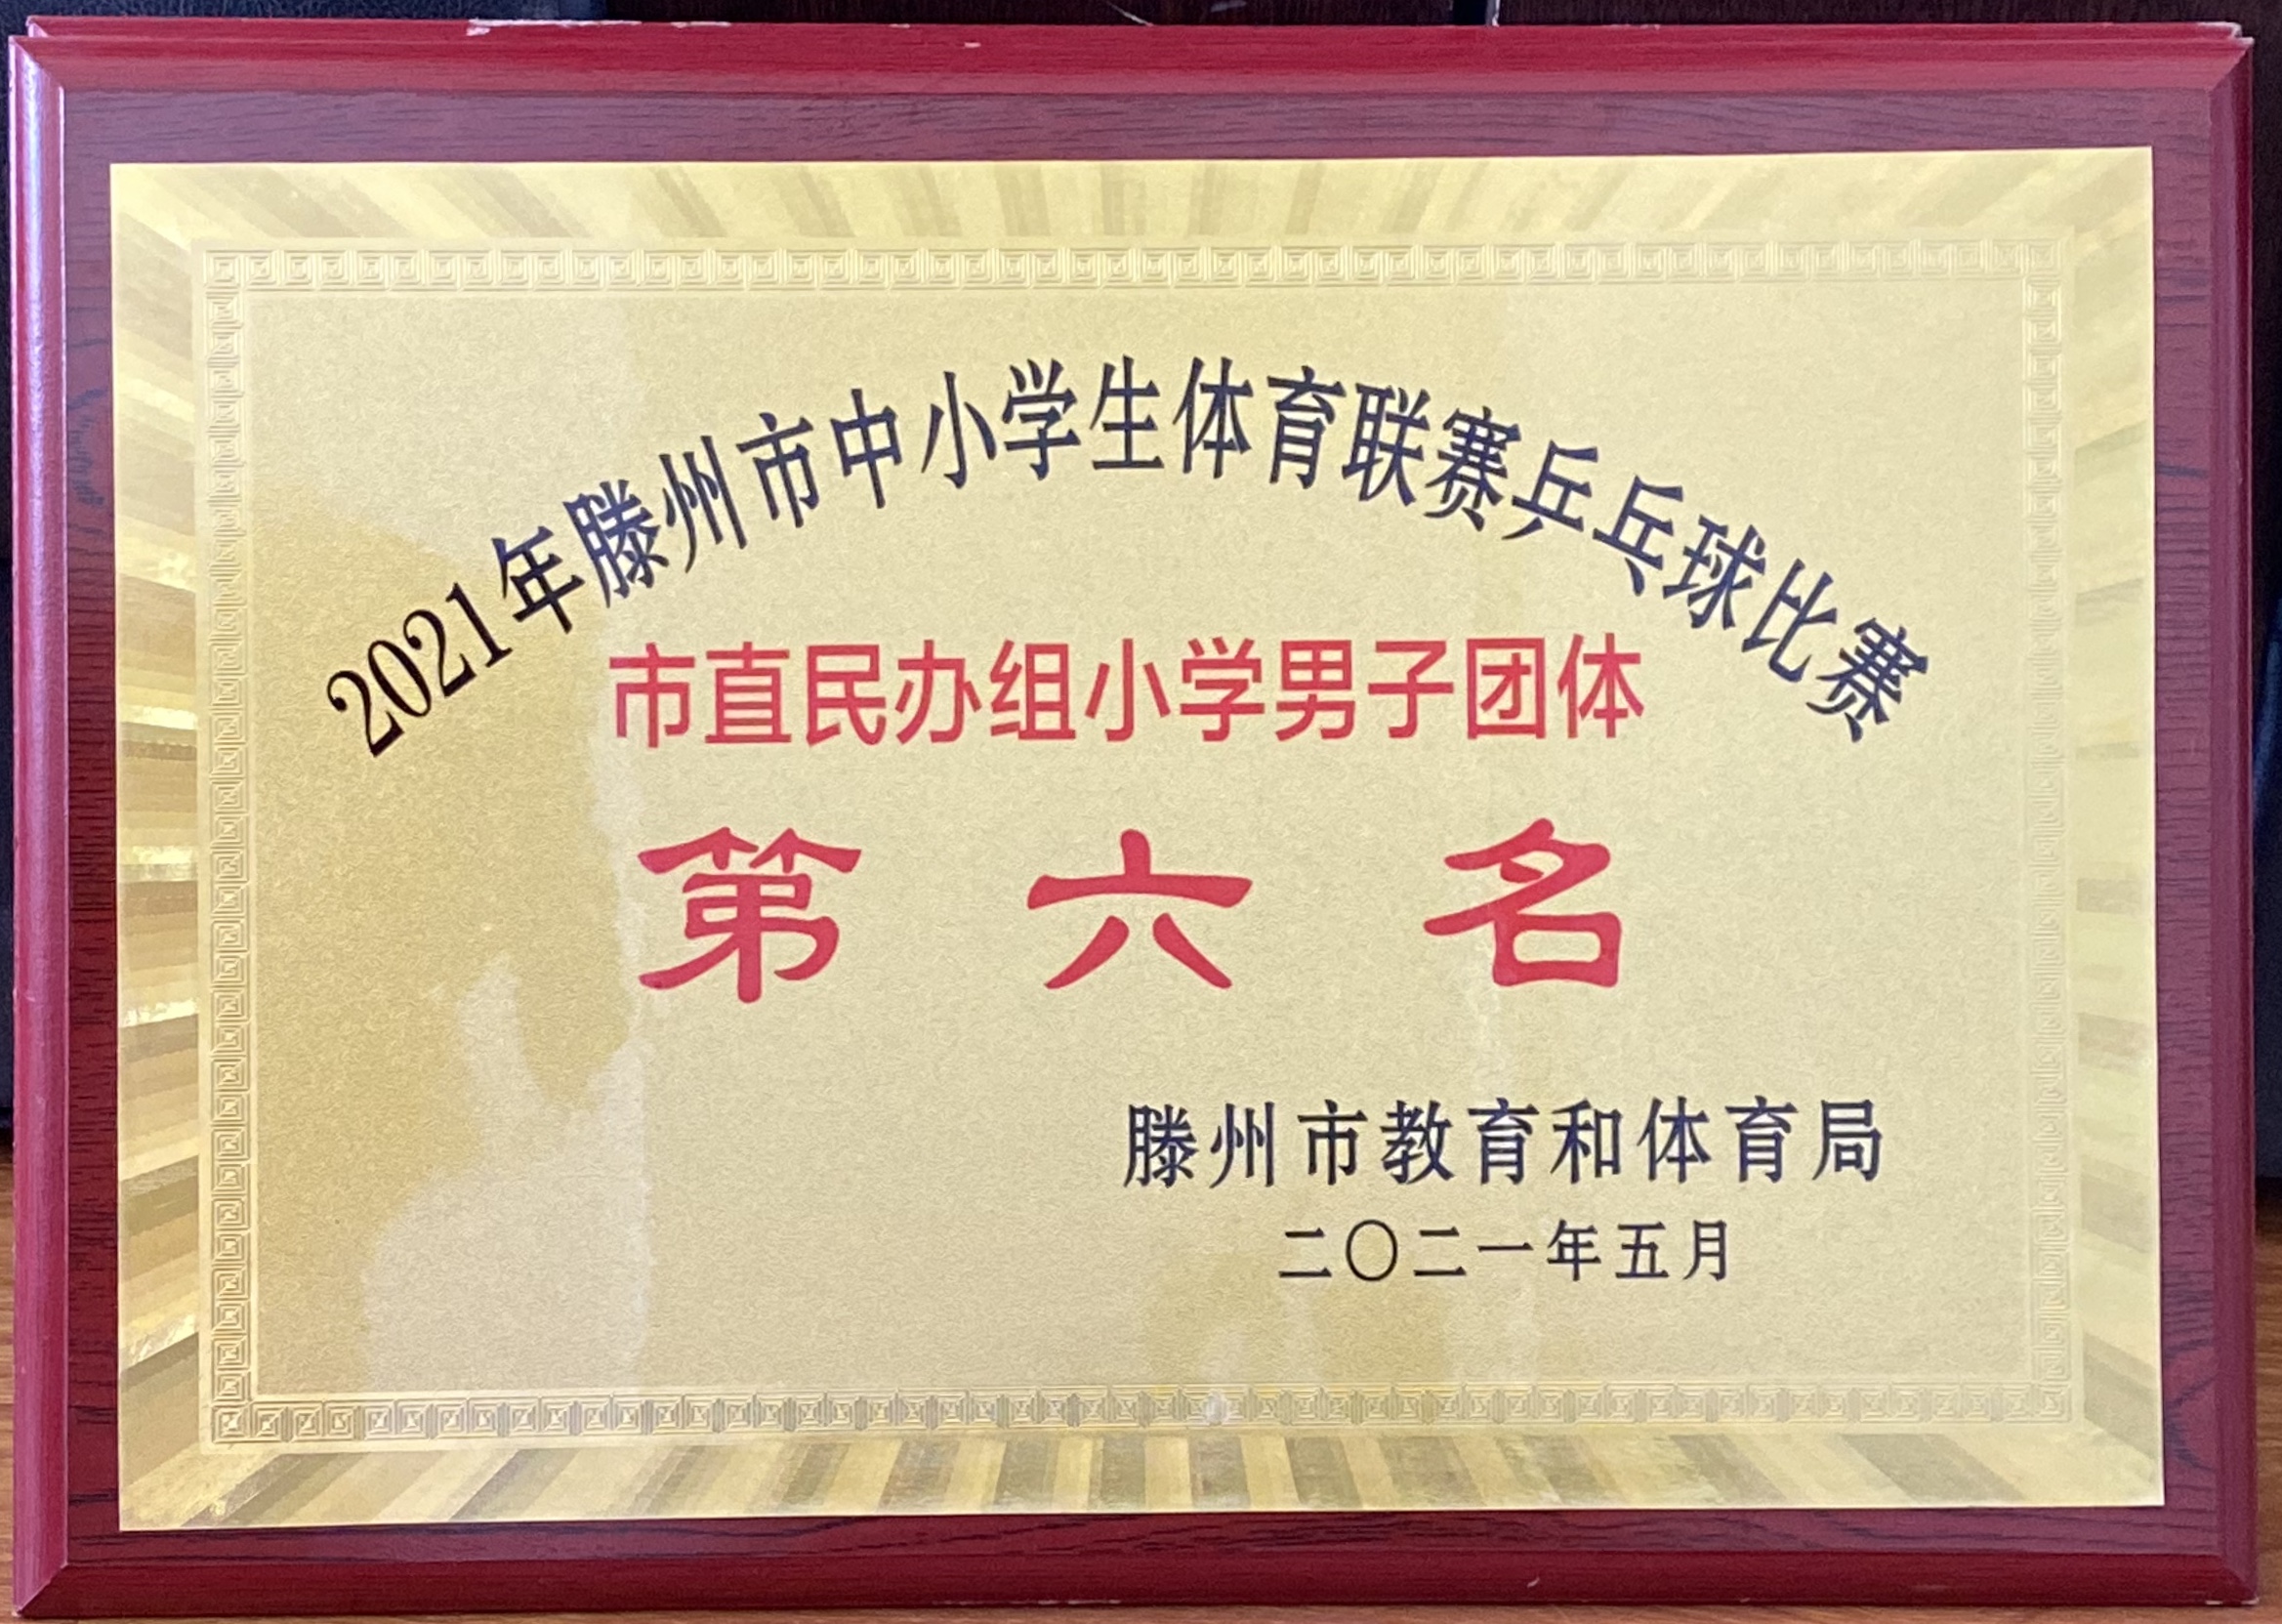 2021年滕州市中小学生体育联赛乒乓球比赛
市直民办组小学男子团体
第六名
滕州市教育和体育局
二〇二一年五月